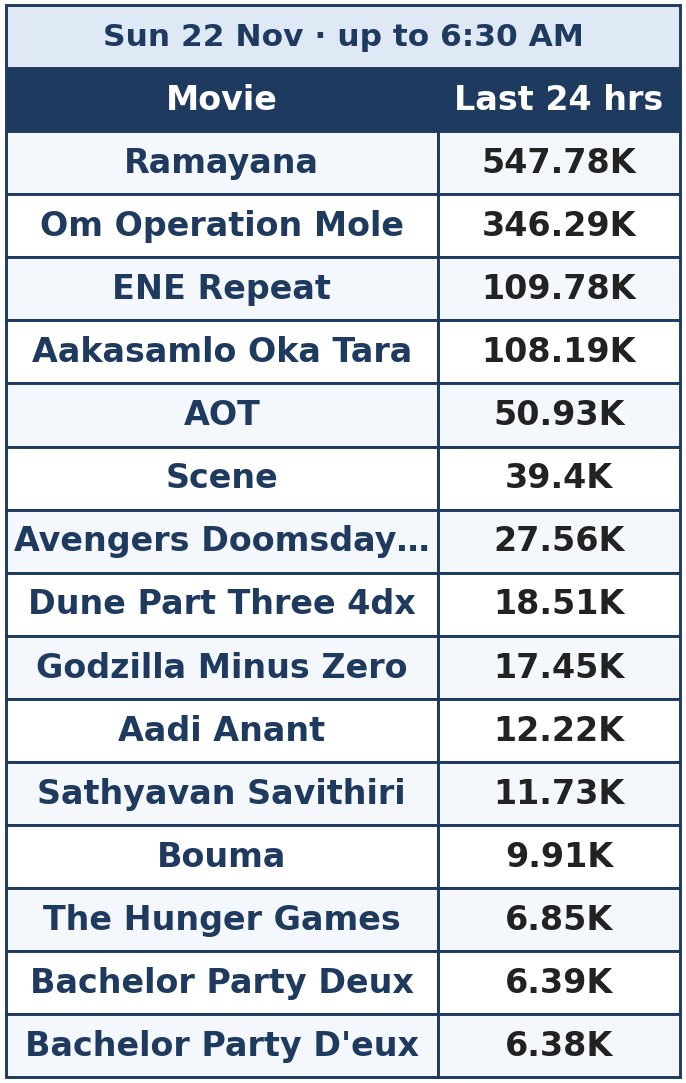 Sun 22 Nov · up to 6:30 AM
Movie Last 24 hrs
Ramayana 547.78K
Om Operation Mole 346.29K
ENE Repeat 109.78K
Aakasamlo Oka Tara 108.19K
AOT 50.93K
Scene 39.4K
Avengers Doomsday... 27.56K
Dune Part Three 4dx 18.51K
Godzilla Minus Zero 17.45K
Aadi Anant 12.22K
Sathyavan Savithiri 11.73K
Bouma 9.91K
The Hunger Games 6.85K
Bachelor Party Deux 6.39K
Bachelor Party D'eux 6.38K